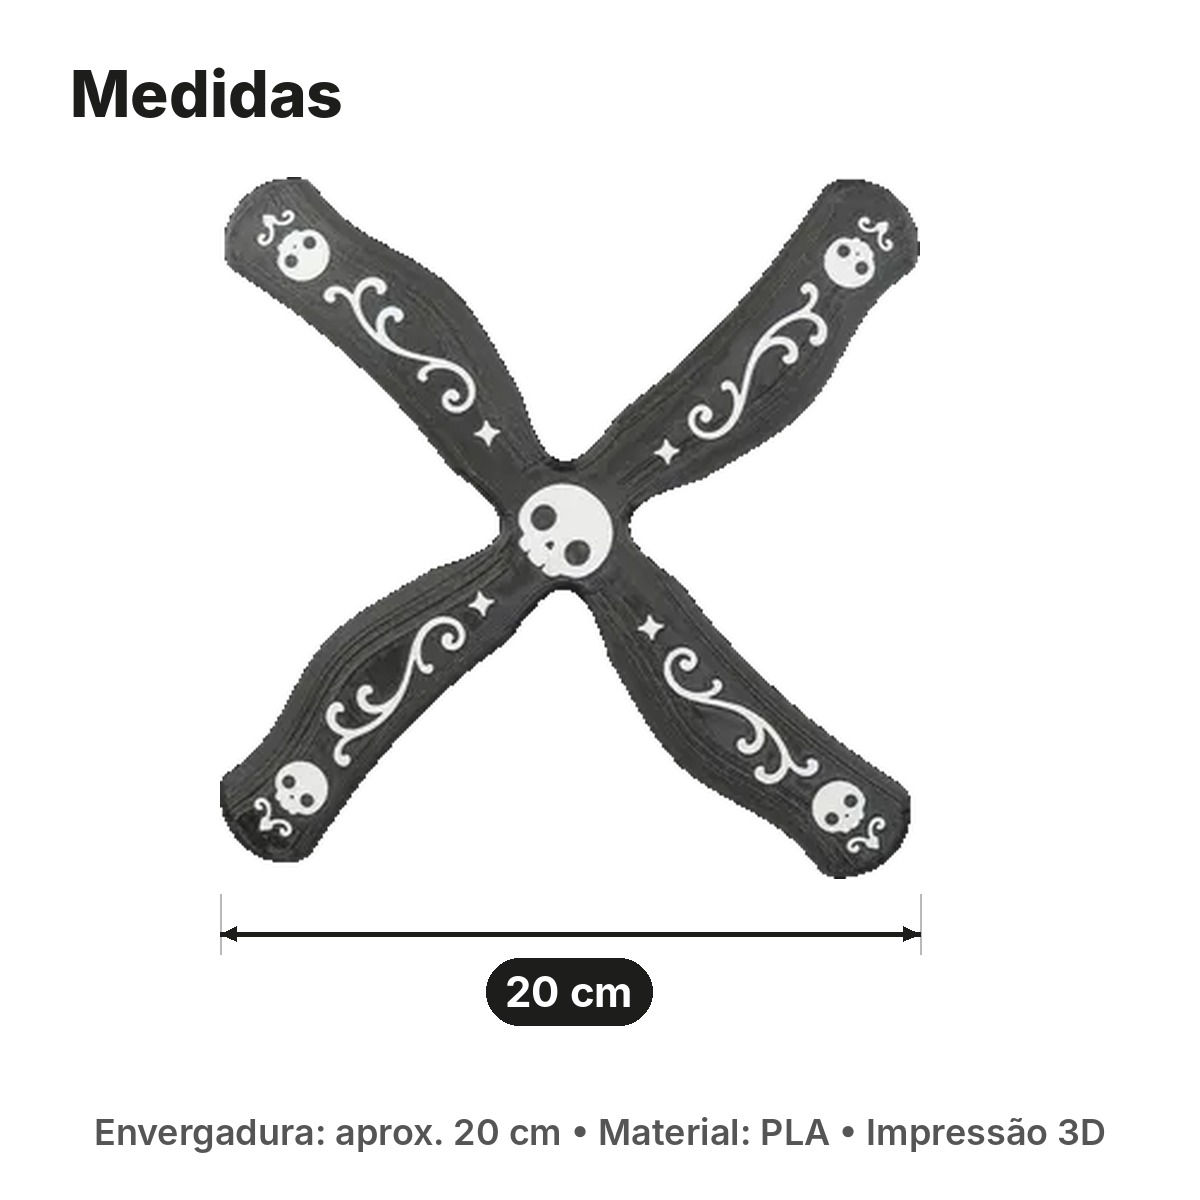 Medidas
20 cm
Envergadura: aprox. 20 cm • Material: PLA • Impressão 3D